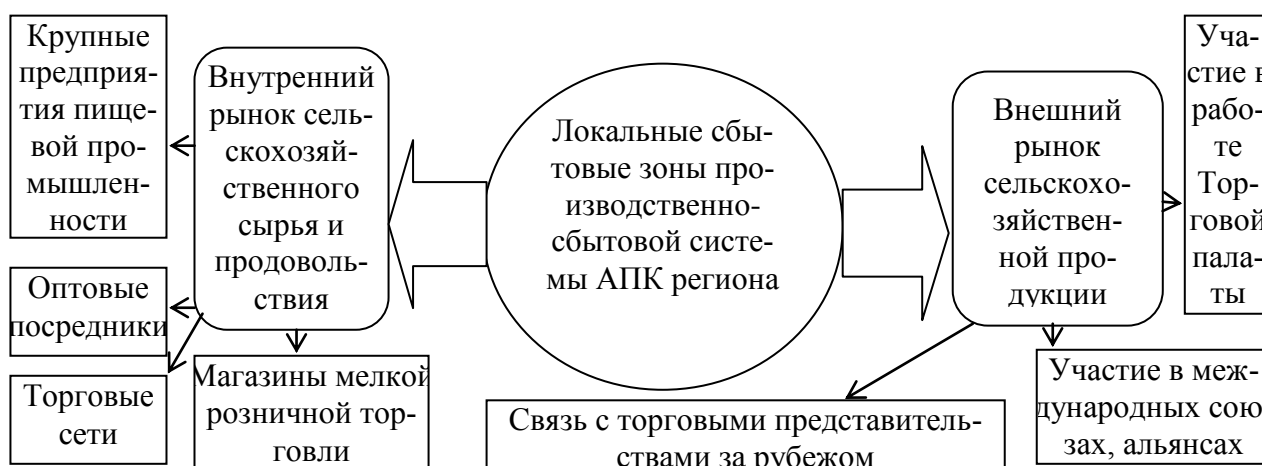 Крупные
предприя-
тия пище-
вой про-
мышлен-
ности
Оптовые
посредники
Торговые
сети
Внутренний
рынок сель-
скохозяй-
ственного
сырья и
продоволь-
ствия
Магазины мелкой
розничной тор-
говли
Локальные сбы-
товые зоны про-
изводственно-
сбытовой систе-
мы АПК региона
Связь с торговыми представитель-
ствами за рубежом
Внешний
рынок
сельскохо-
зяйствен-
ной про-
дукции
Участие в меж-
дународных сою-
зах, альянсах
Уча-
стие в
рабо-
те
Тор-
говой
пала-
ты